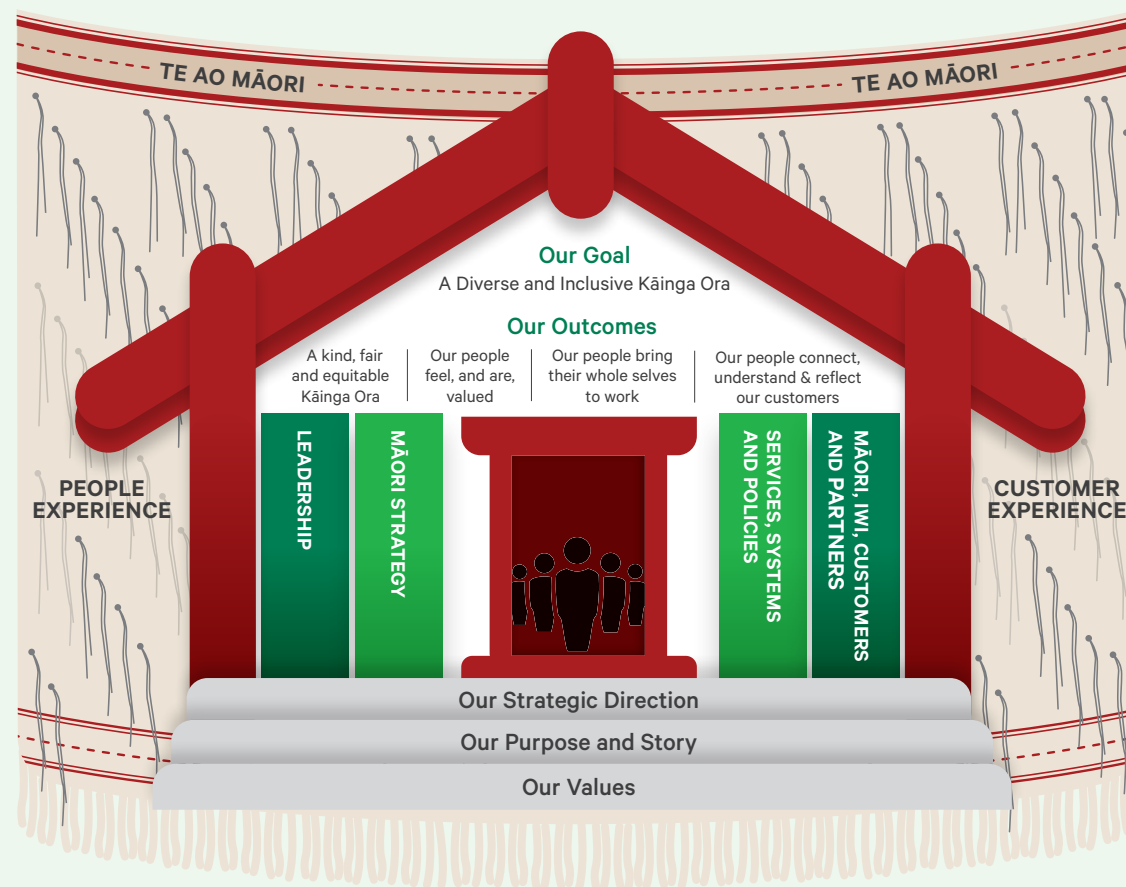 TE AO MĀORI
TE AO MĀORI
Our Goal
A Diverse and Inclusive Kāinga Ora
Our Outcomes
A kind, fair
and equitable
Kāinga Ora
Our people
feel, and are,
valued
Our people bring
their whole selves
to work
Our people connect,
understand & reflect
our customers
PEOPLE
EXPERIENCE
LEADERSHIP
MĀORI STRATEGY
SERVICES, SYSTEMS
AND POLICIES
MĀORI, IWI, CUSTOMERS
AND PARTNERS
CUSTOMER
EXPERIENCE
Our Strategic Direction
Our Purpose and Story
Our Values